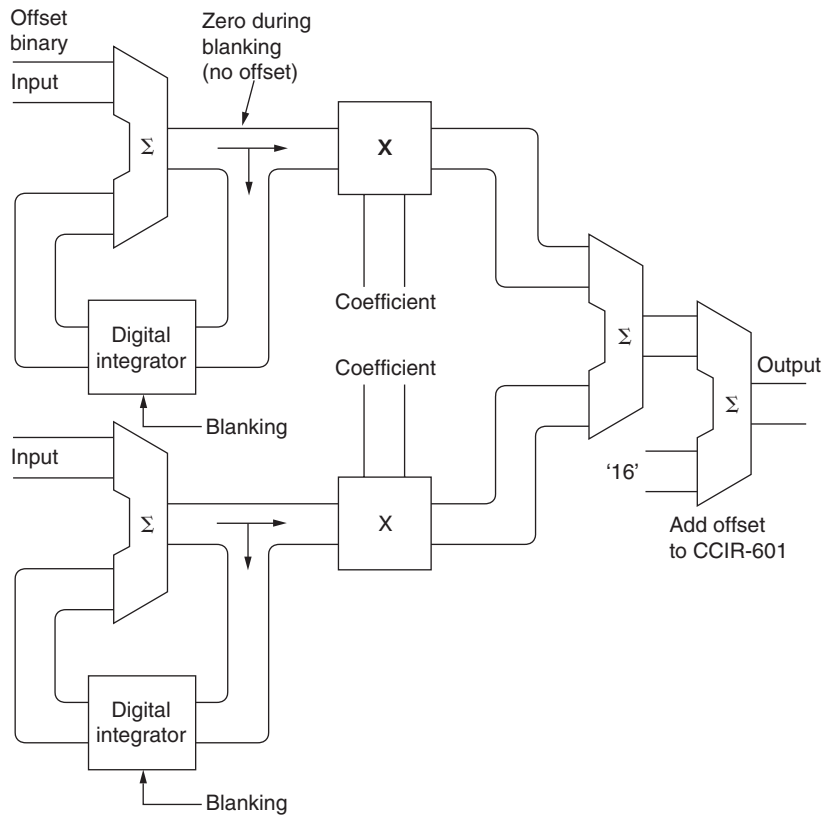 Offset
binary
Input
Zero during
blanking
(no offset)
Σ
X
Coefficient
Digital
integrator
Blanking
Σ
Σ
Output
'16'
Add offset
to CCIR-601
Coefficient
Input
Σ
X
Digital
integrator
Blanking